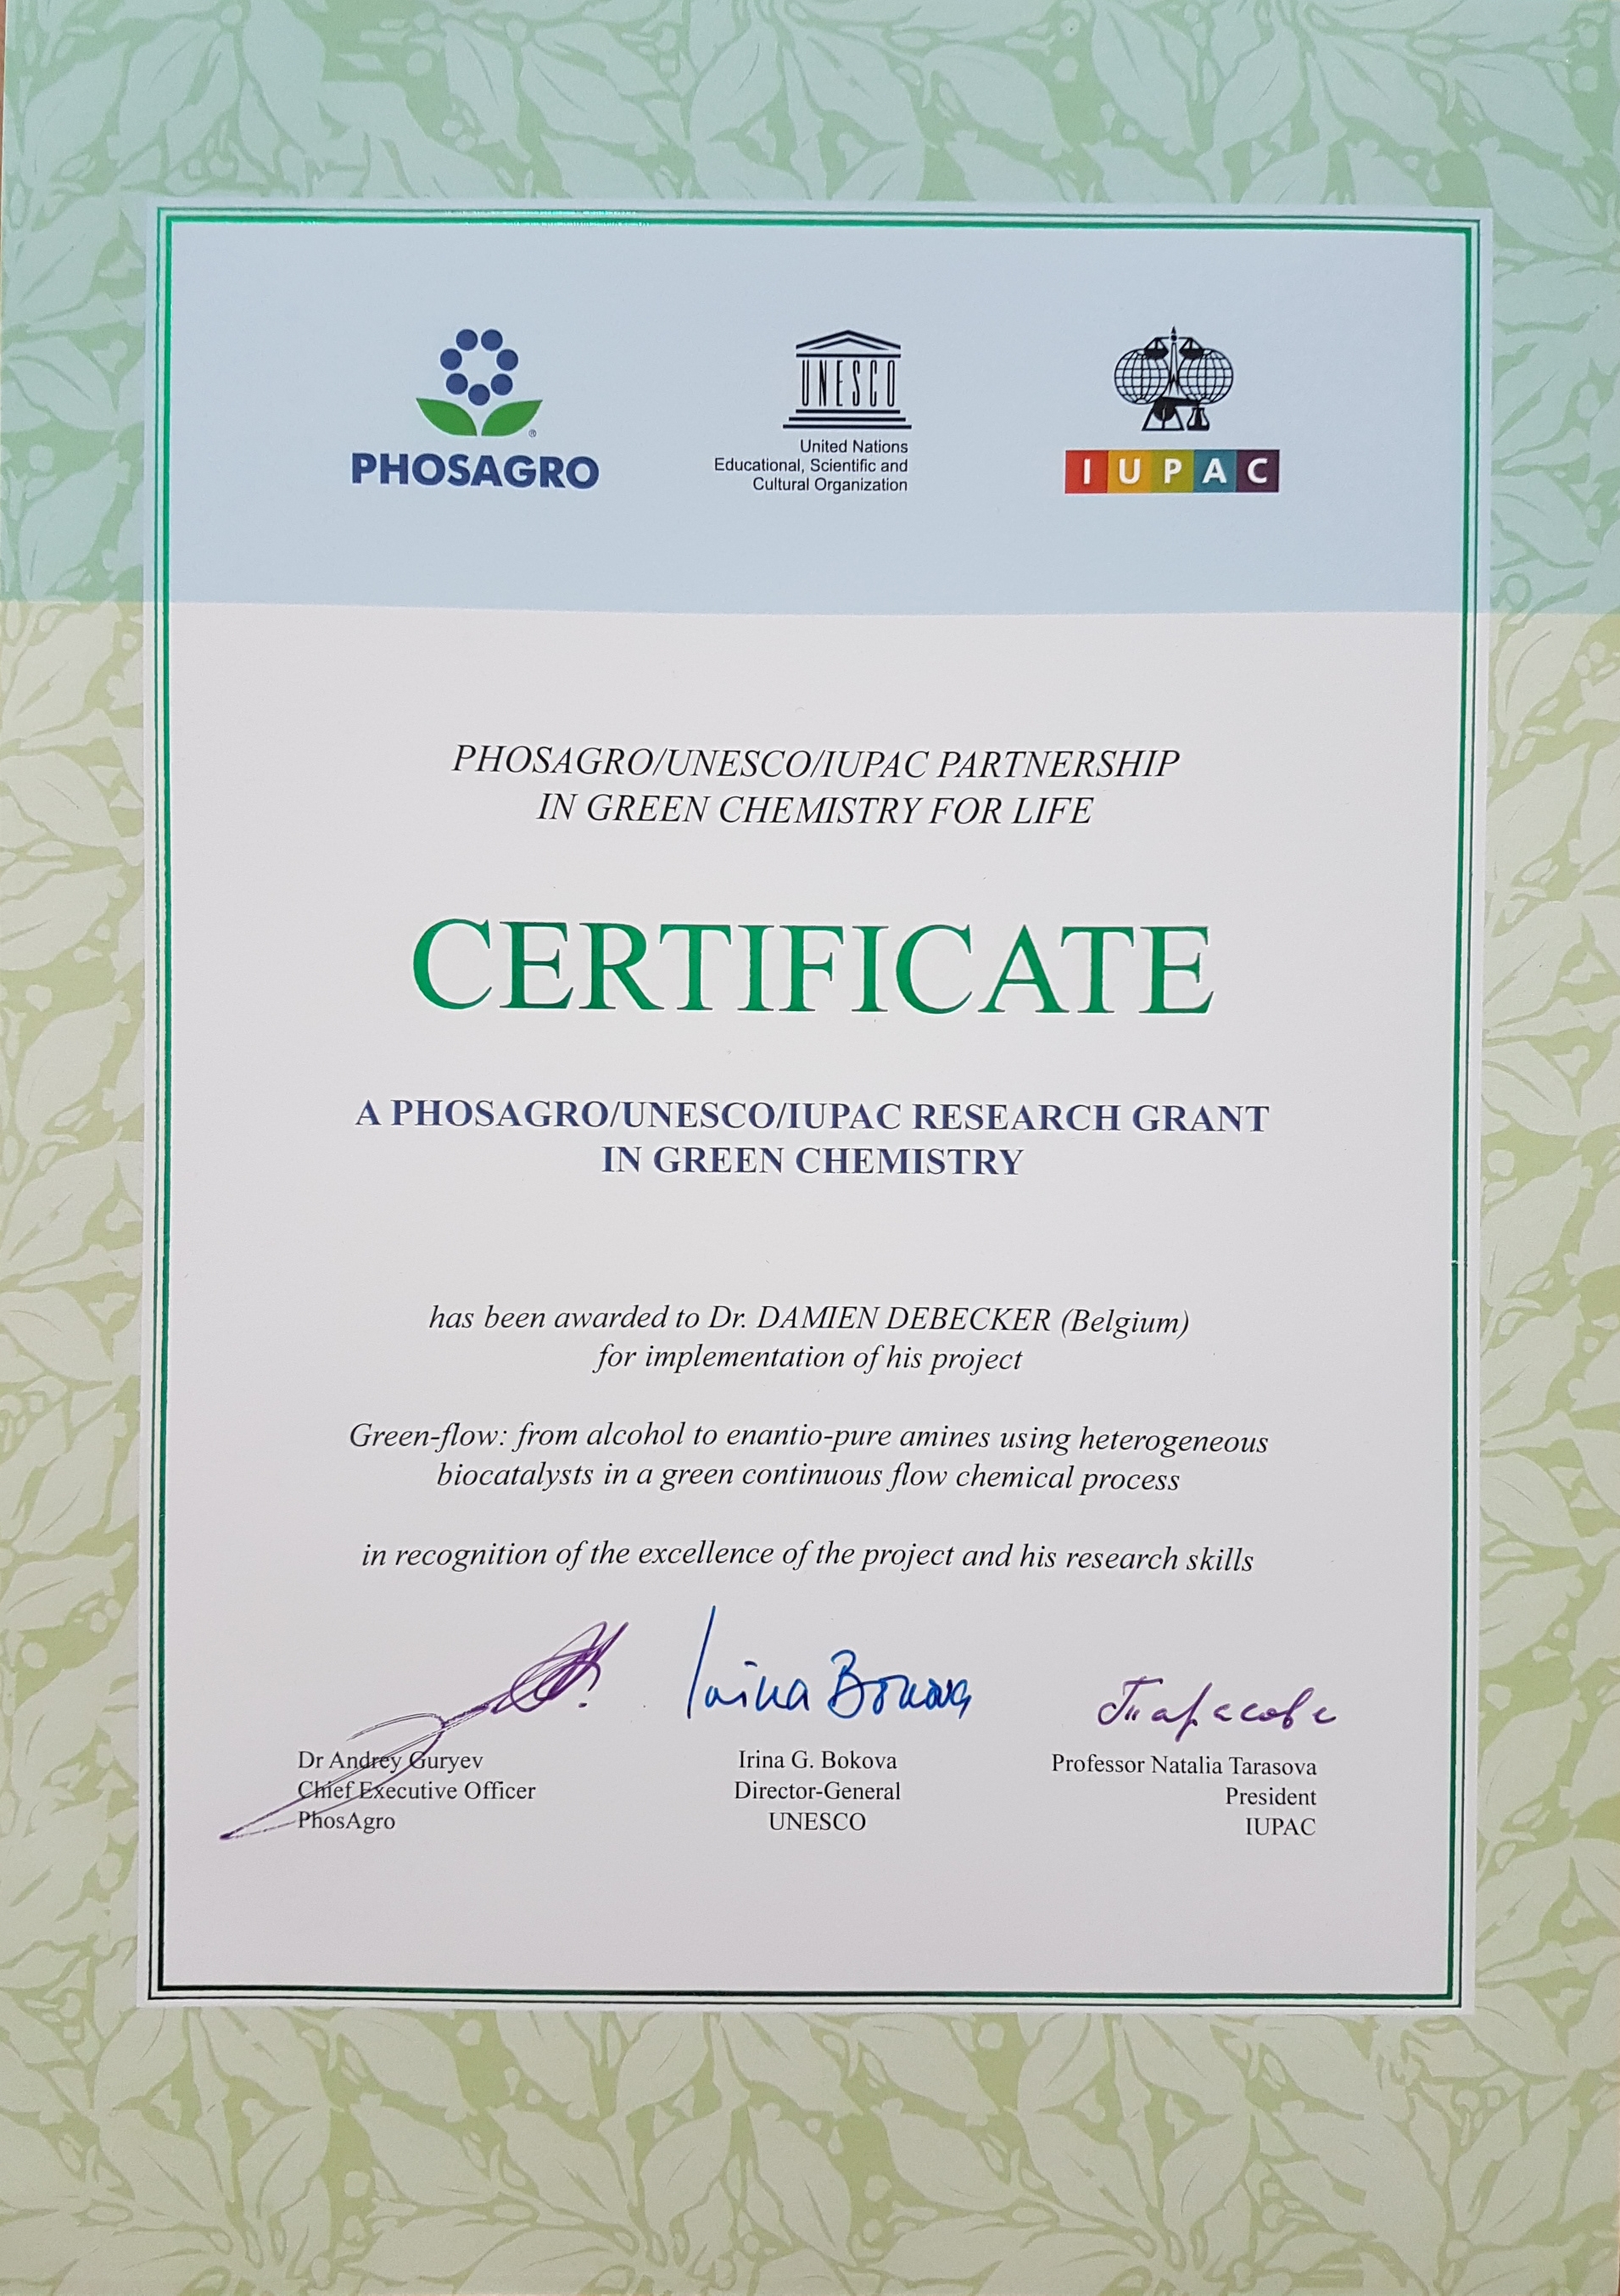 PHOSAGRO
®
UNESCO
United Nations
Educational, Scientific and
Cultural Organization
IUPAC
PHOSAGRO/UNESCO/IUPAC PARTNERSHIP
IN GREEN CHEMISTRY FOR LIFE
CERTIFICATE
A PHOSAGRO/UNESCO/IUPAC RESEARCH GRANT
IN GREEN CHEMISTRY
has been awarded to Dr. DAMIEN DEBECKER (Belgium)
for implementation of his project
Green-flow: from alcohol to enantio-pure amines using heterogeneous
biocatalysts in a green continuous flow chemical process
in recognition of the excellence of the project and his research skills
Irina Bokova
Тарасова
Dr Andrey Guryev
Chief Executive Officer
PhosAgro
Irina G. Bokova
Director-General
UNESCO
Professor Natalia Tarasova
President
IUPAC